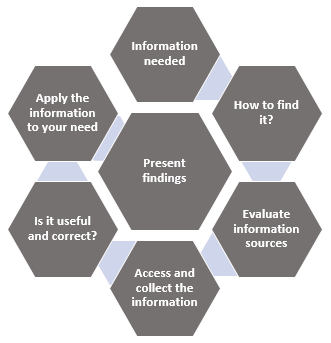 Information
needed
How to find
it?
Evaluate
information
sources
Access and
collect the
information
Is it useful
and correct?
Apply the
information
to your need
Present
findings